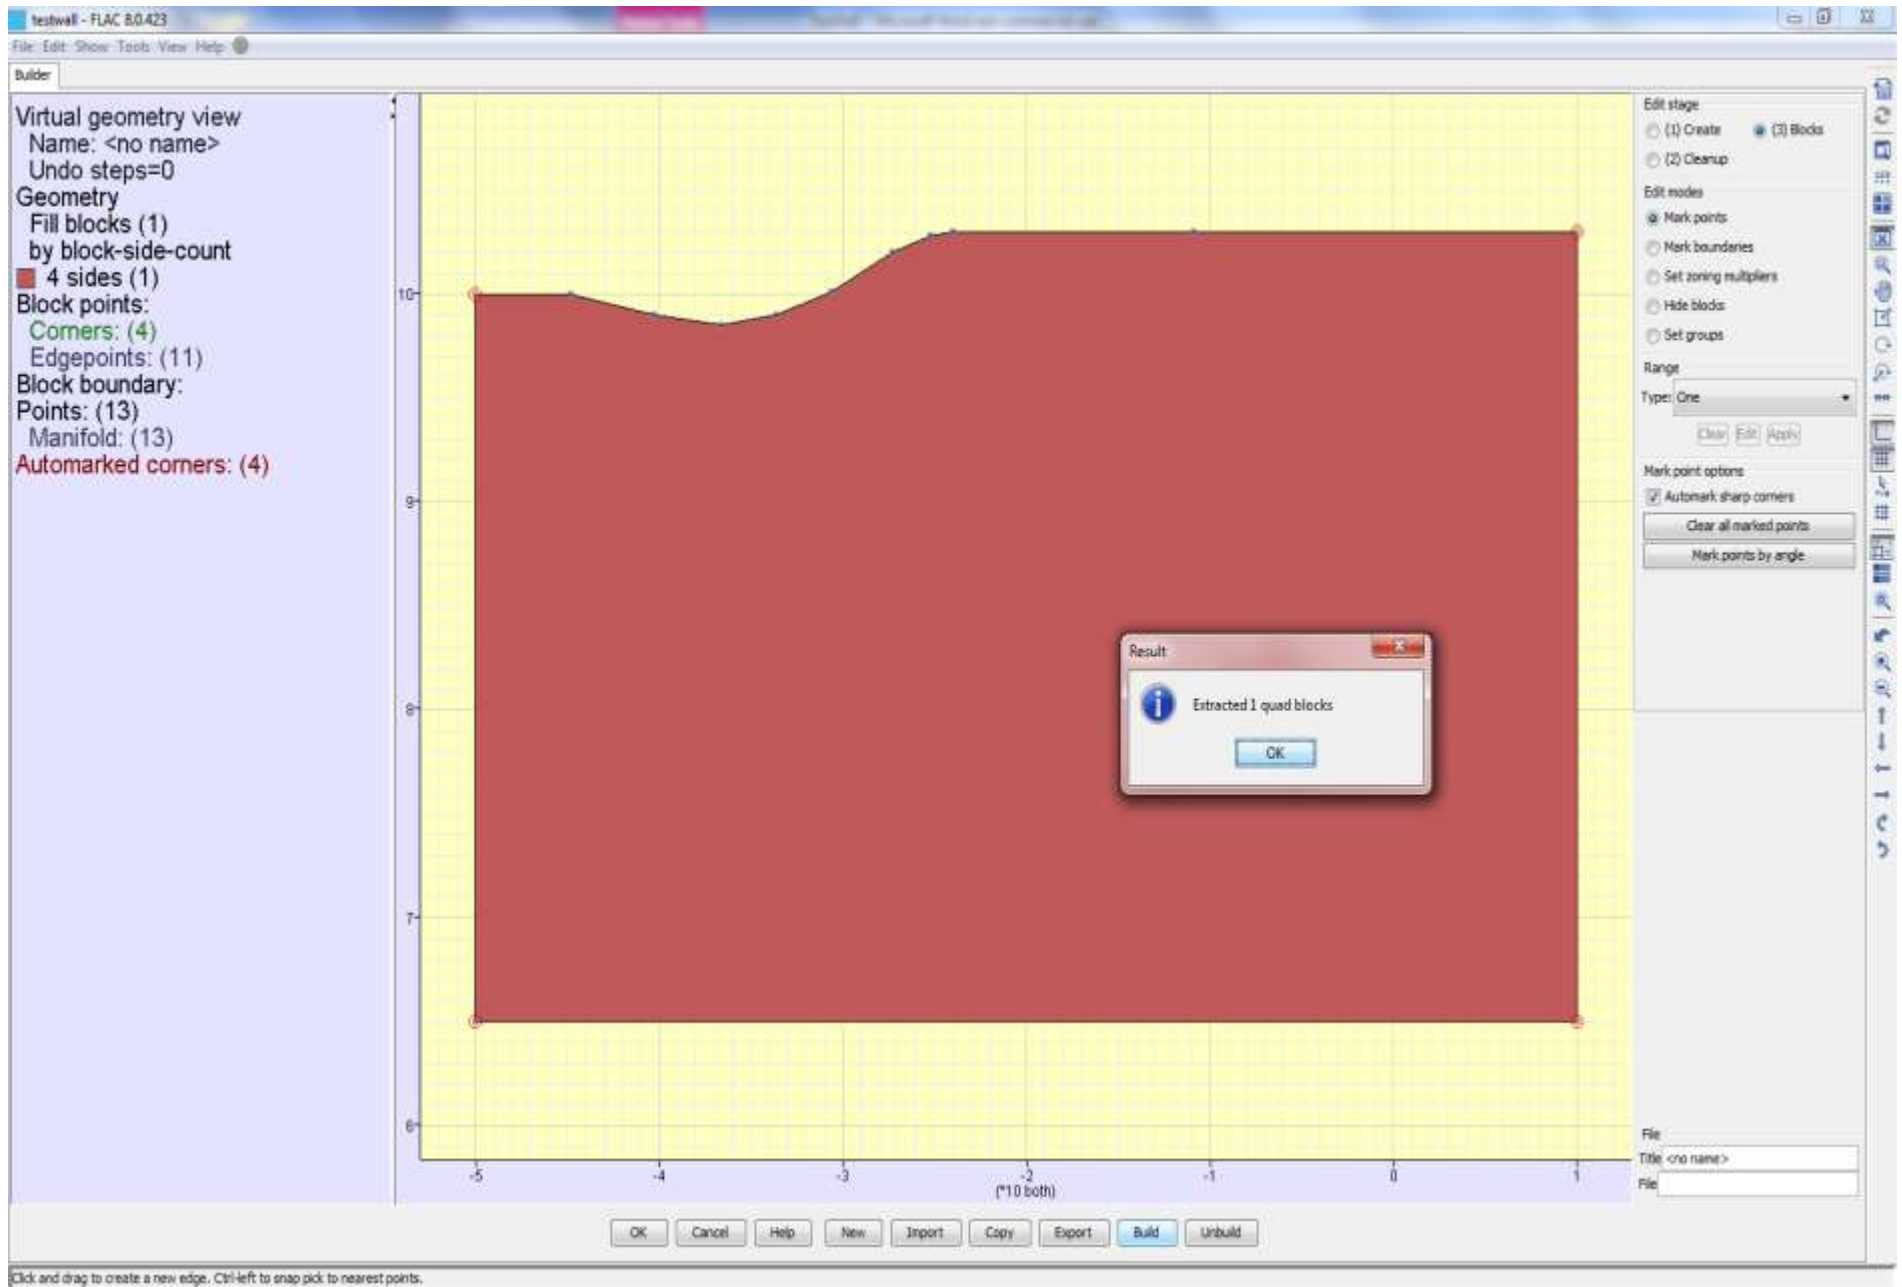 testwall - FLAC 8.0.423
File Edit Show Tools View Help
Builder
Virtual geometry view
Name: <no name>
Undo steps=0
Geometry
Fill blocks (1)
by block-side-count
4 sides (1)
Block points:
Corners: (4)
Edgepoints: (11)
Block boundary:
Points: (13)
Manifold: (13)
Automarked corners: (4)
10
9
8
7
6
-5 -4 -3 -2 -1 0 1
(*10 both)
Result
Extracted 1 quad blocks
OK
Edit stage
(1) Create (3) Blocks
(2) Cleanup
Edit modes
Mark points
Mark boundaries
Set zoning multipliers
Hide blocks
Set groups
Range
Type: One
Clear Edit Apply
Mark point options
Automark sharp corners
Clear all marked points
Mark points by angle
File
Title <no name>
File
OK Cancel Help New Import Copy Export Build Unbuild
Click and drag to create a new edge. Ctrl-left to snap pick to nearest points.